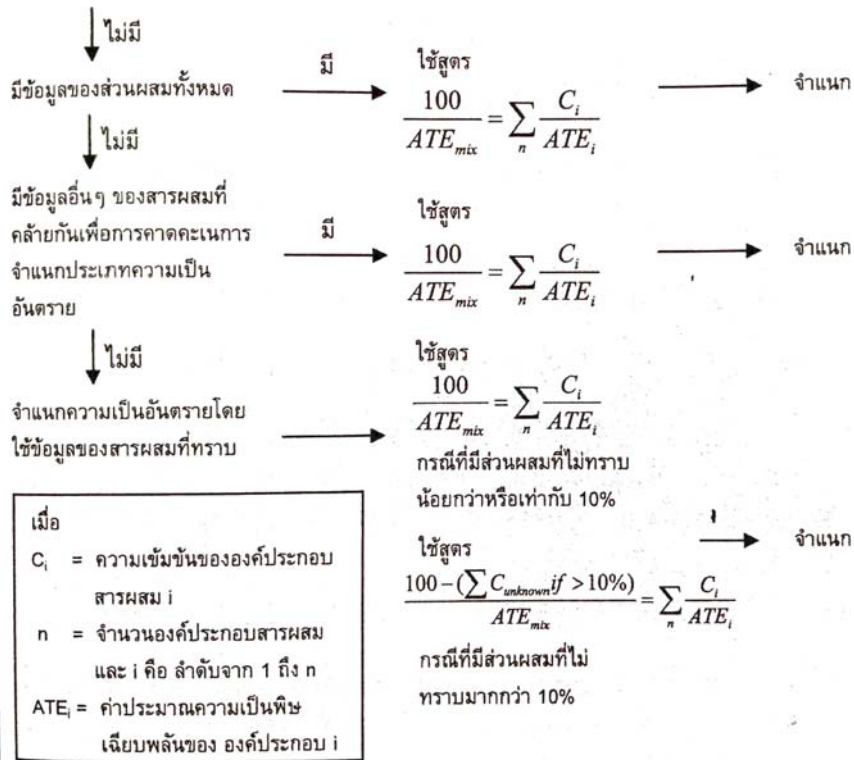 ไม่มี
มีข้อมูลของส่วนผสมทั้งหมด
มี
ใช้สูตร
100 / ATE_mix = ∑_n C_i / ATE_i
จำแนก
ไม่มี
มีข้อมูลอื่นๆ ของสารผสมที่
คล้ายกันเพื่อการคาดคะเนการ
จำแนกประเภทความเป็น
อันตราย
มี
ใช้สูตร
100 / ATE_mix = ∑_n C_i / ATE_i
จำแนก
ไม่มี
จำแนกความเป็นอันตรายโดย
ใช้ข้อมูลของสารผสมที่ทราบ
ใช้สูตร
100 / ATE_mix = ∑_n C_i / ATE_i
กรณีที่มีส่วนผสมที่ไม่ทราบ
น้อยกว่าหรือเท่ากับ 10%
ใช้สูตร
100 − (∑ C_unknown if > 10%) / ATE_mix = ∑_n C_i / ATE_i
กรณีที่มีส่วนผสมที่ไม่
ทราบมากกว่า 10%
จำแนก
เมื่อ
C_i = ความเข้มข้นขององค์ประกอบ
สารผสม i
n = จำนวนองค์ประกอบสารผสม
และ i คือ ลำดับจาก 1 ถึง n
ATE_i = ค่าประมาณความเป็นพิษ
เฉียบพลันของ องค์ประกอบ i